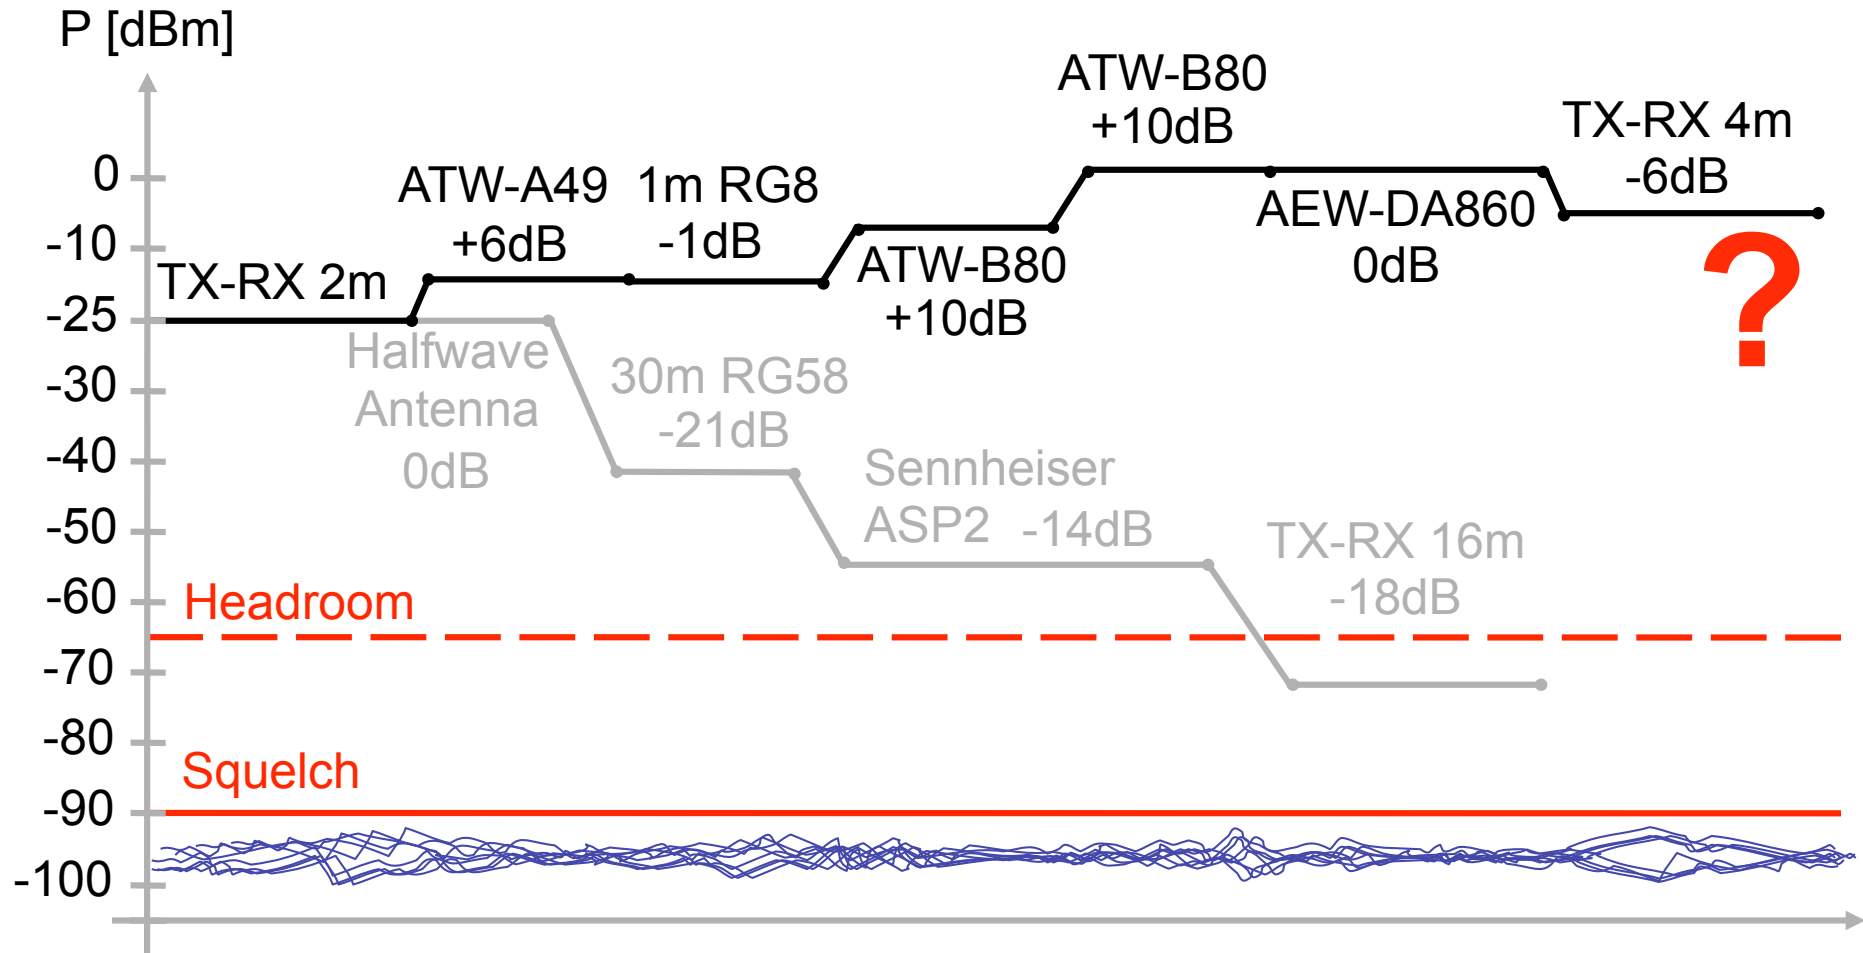 P [dBm]
0
-10
-25
-30
-40
-50
-60
-70
-80
-90
-100
TX-RX 2m
ATW-A49
+6dB
1m RG8
-1dB
ATW-B80
+10dB
ATW-B80
+10dB
AEW-DA860
0dB
TX-RX 4m
-6dB
?
Halfwave
Antenna
0dB
30m RG58
-21dB
Sennheiser
ASP2 -14dB
TX-RX 16m
-18dB
Headroom
Squelch